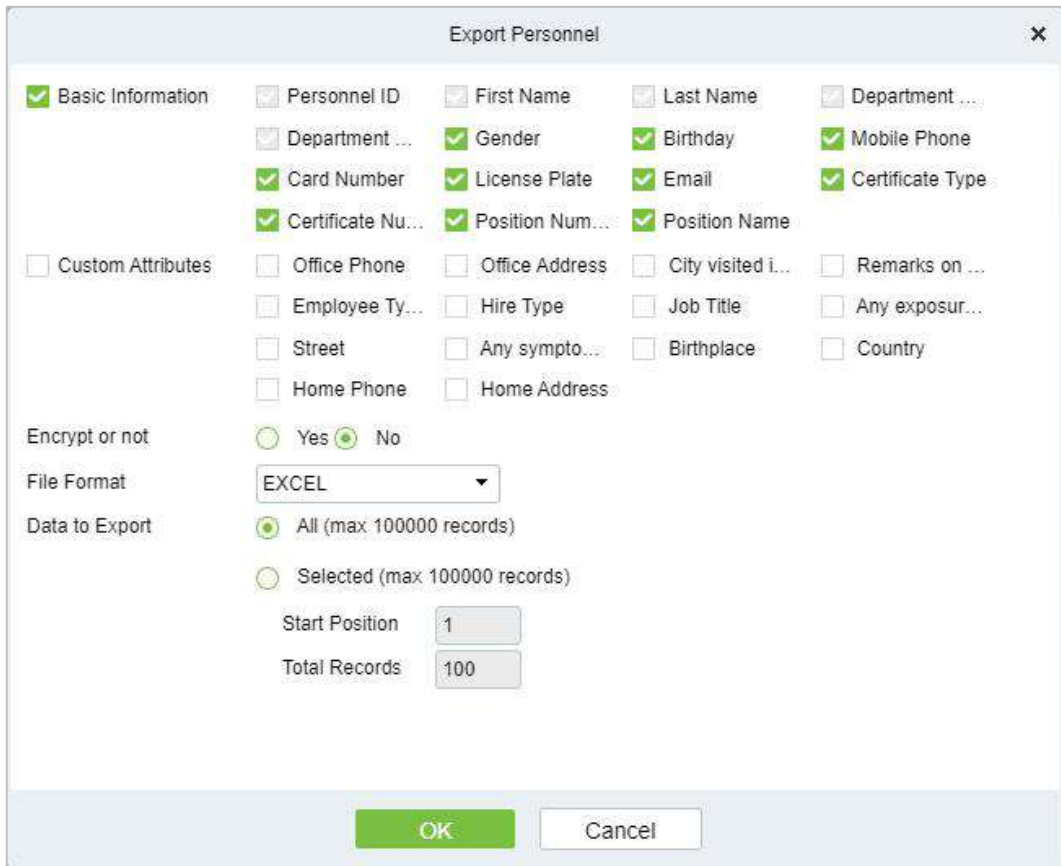 Export Personnel
Basic Information Personnel ID First Name Last Name Department ...
Department ... Gender Birthday Mobile Phone
Card Number License Plate Email Certificate Type
Certificate Nu... Position Num... Position Name
Custom Attributes Office Phone Office Address City visited i... Remarks on ...
Employee Ty... Hire Type Job Title Any exposur...
Street Any sympto... Birthplace Country
Home Phone Home Address
Encrypt or not Yes No
File Format EXCEL
Data to Export All (max 100000 records)
Selected (max 100000 records)
Start Position 1
Total Records 100
OK Cancel